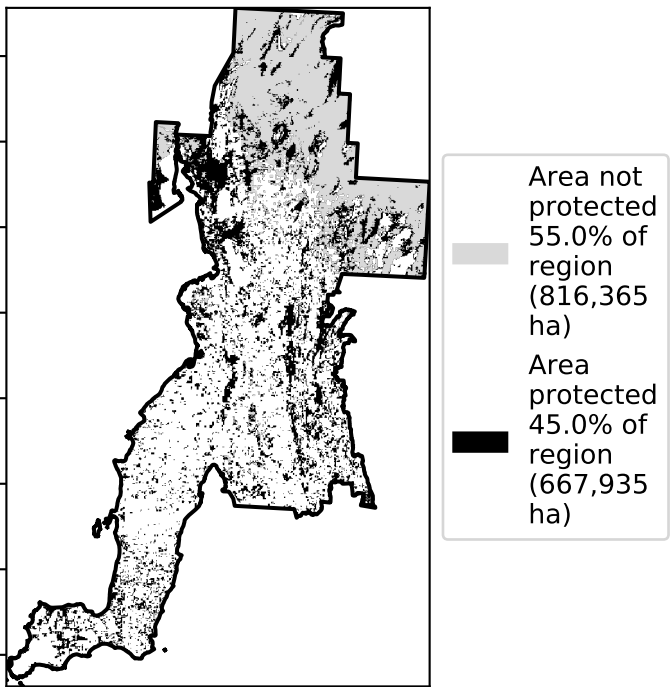 Area not
protected
55.0% of
region
(816,365
ha)
Area
protected
45.0% of
region
(667,935
ha)